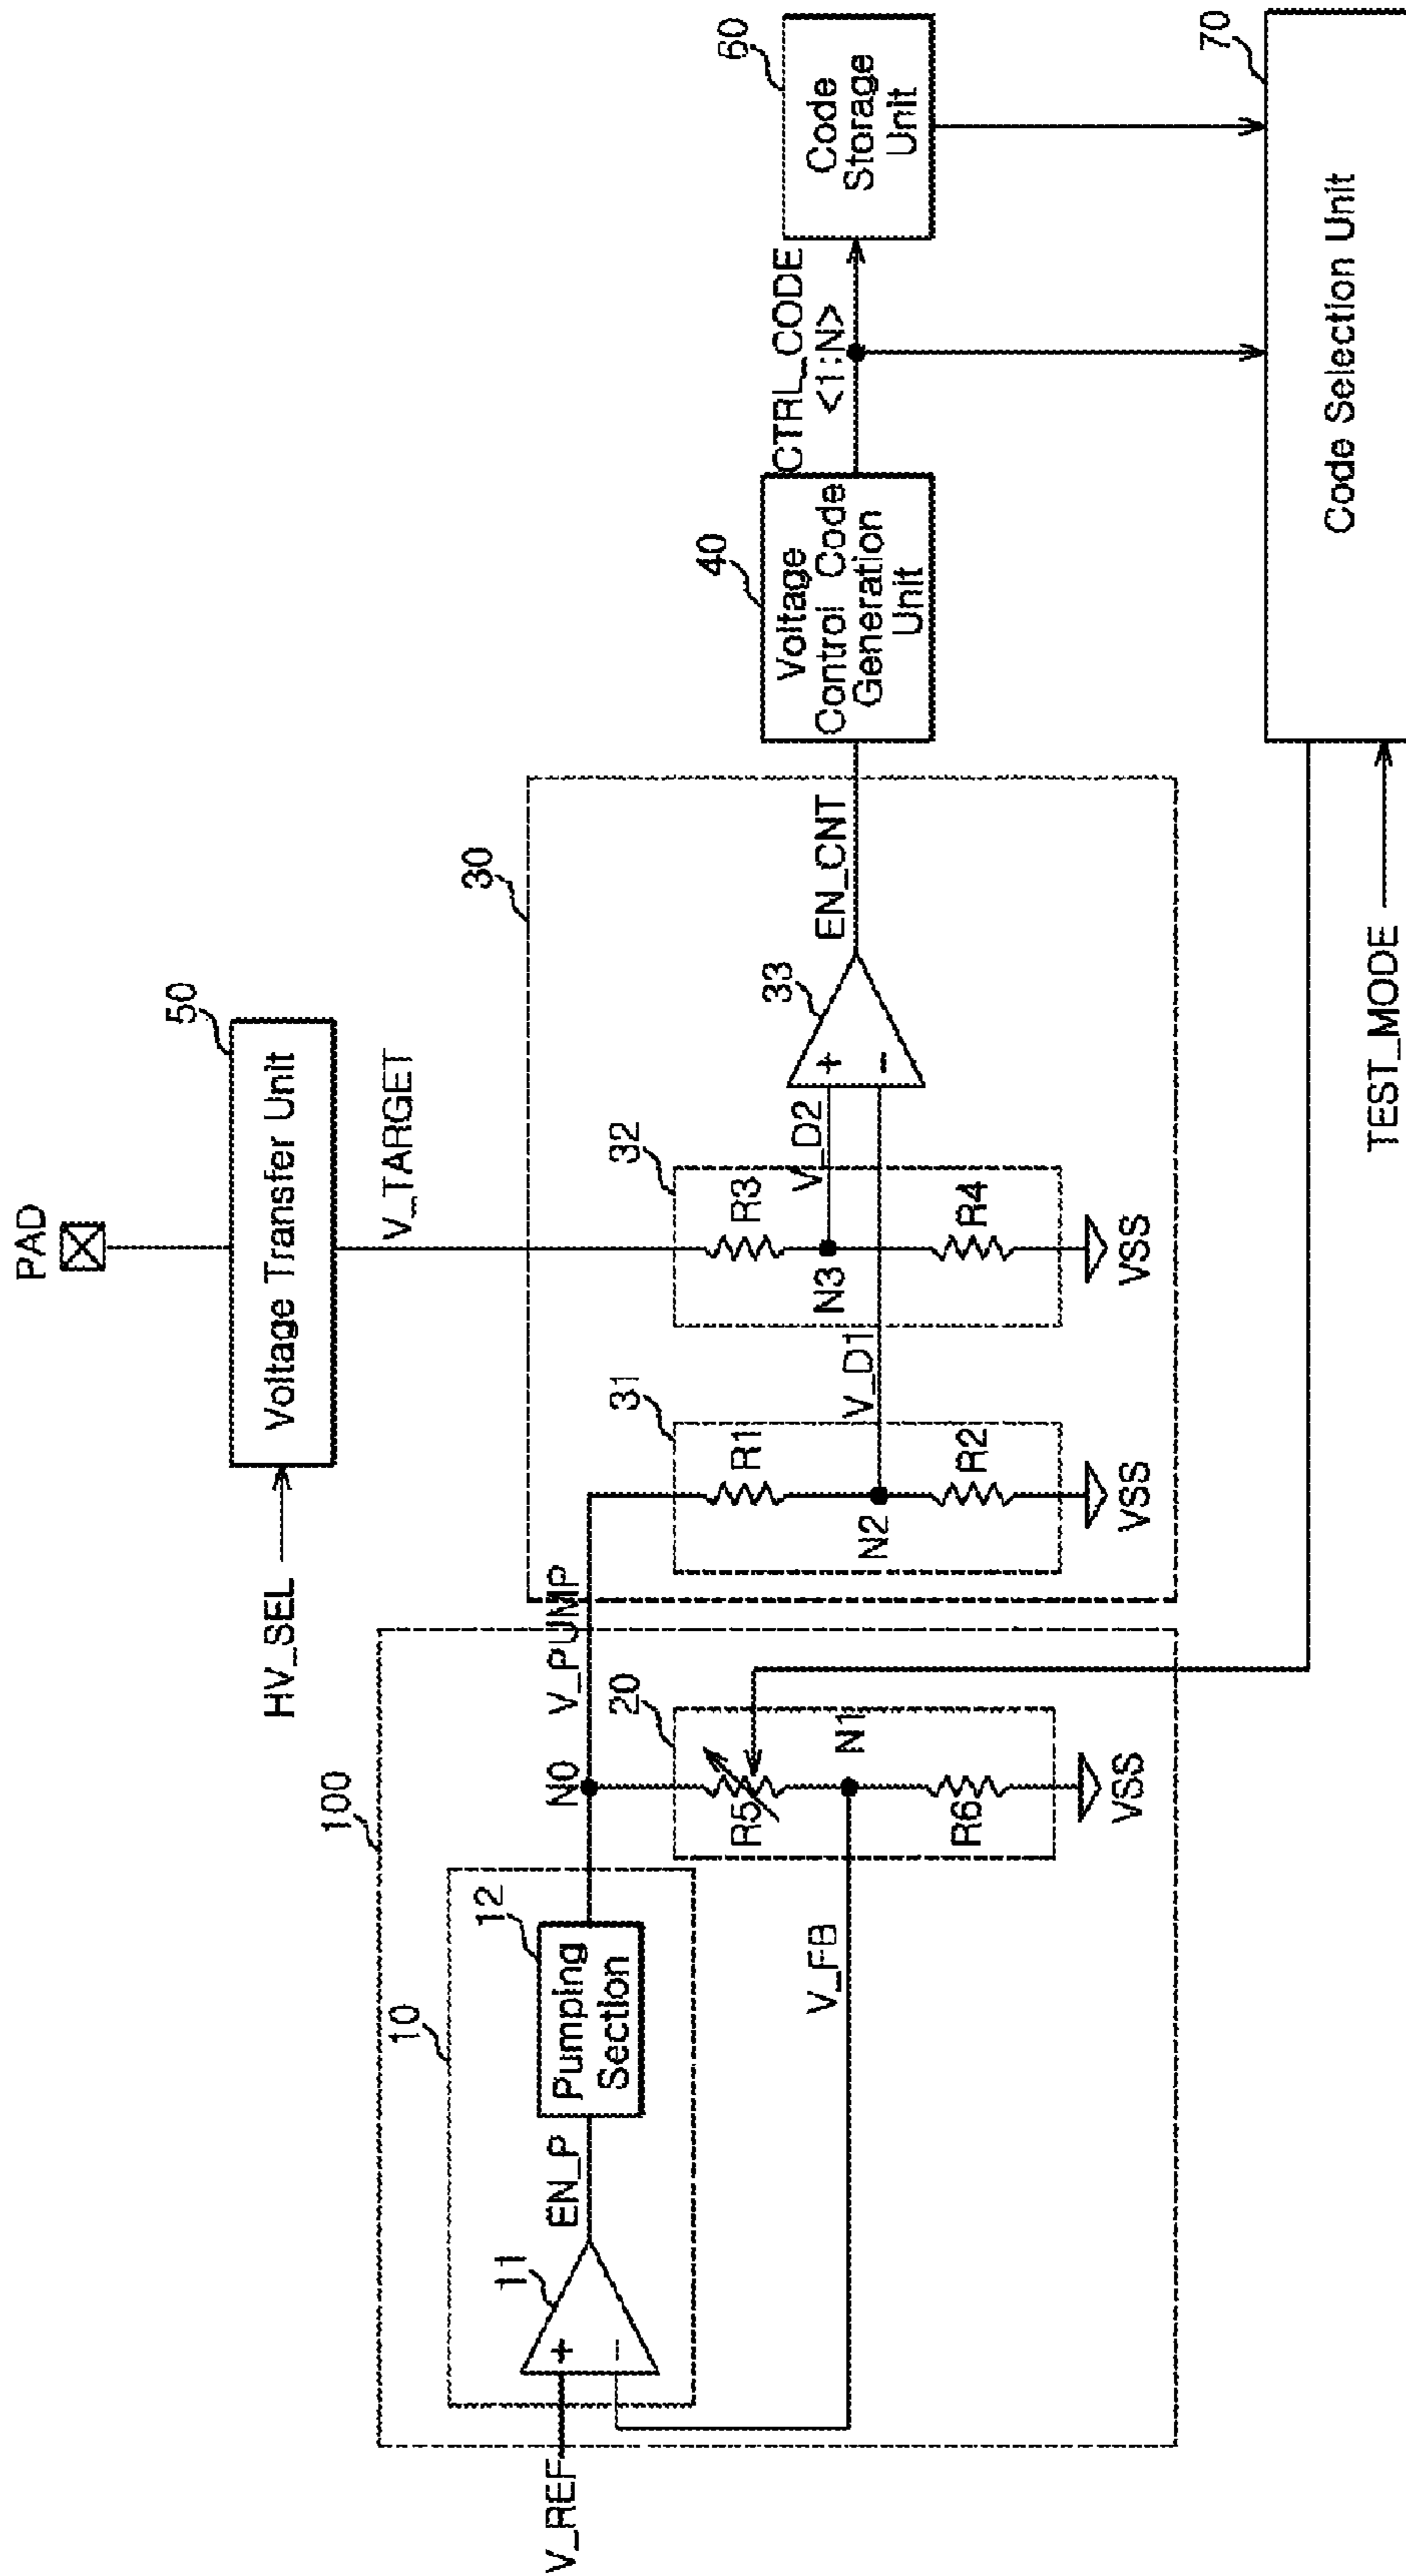 PAD
50
HV_SEL
Voltage Transfer Unit
V_TARGET
100
10
11
EN_P
12
Pumping
Section
V_REF
V_FB
N0
V_PUMP
20
R5
N1
R6
VSS
30
31
R1
N2
R2
VSS
V_D1
32
R3
N3
R4
VSS
V_D2
33
+
-
+
-
EN_CNT
40
Voltage
Control Code
Generation
Unit
CTRL_CODE
<1:N>
60
Code
Storage
Unit
70
Code Selection Unit
TEST_MODE